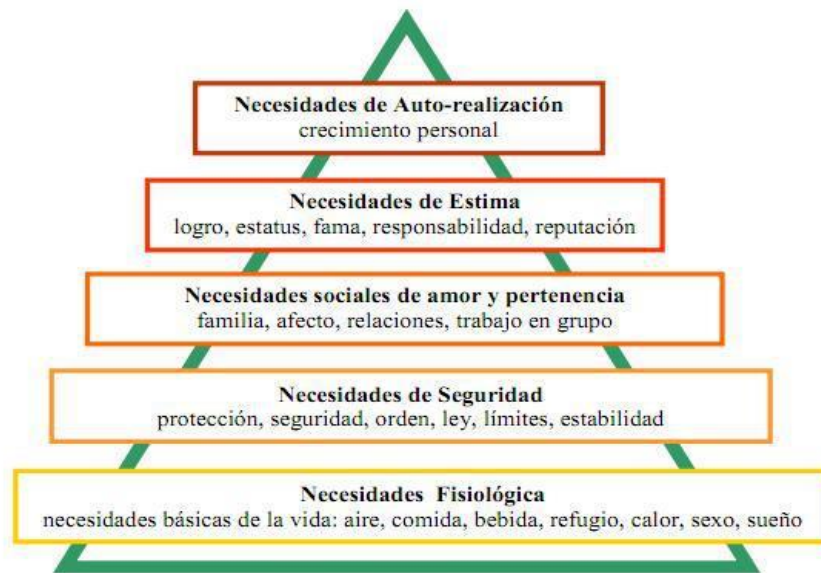 Necesidades de Auto-realización
crecimiento personal
Necesidades de Estima
logro, estatus, fama, responsabilidad, reputación
Necesidades sociales de amor y pertenencia
familia, afecto, relaciones, trabajo en grupo
Necesidades de Seguridad
protección, seguridad, orden, ley, límites, estabilidad
Necesidades Fisiológica
necesidades básicas de la vida: aire, comida, bebida, refugio, calor, sexo, sueño